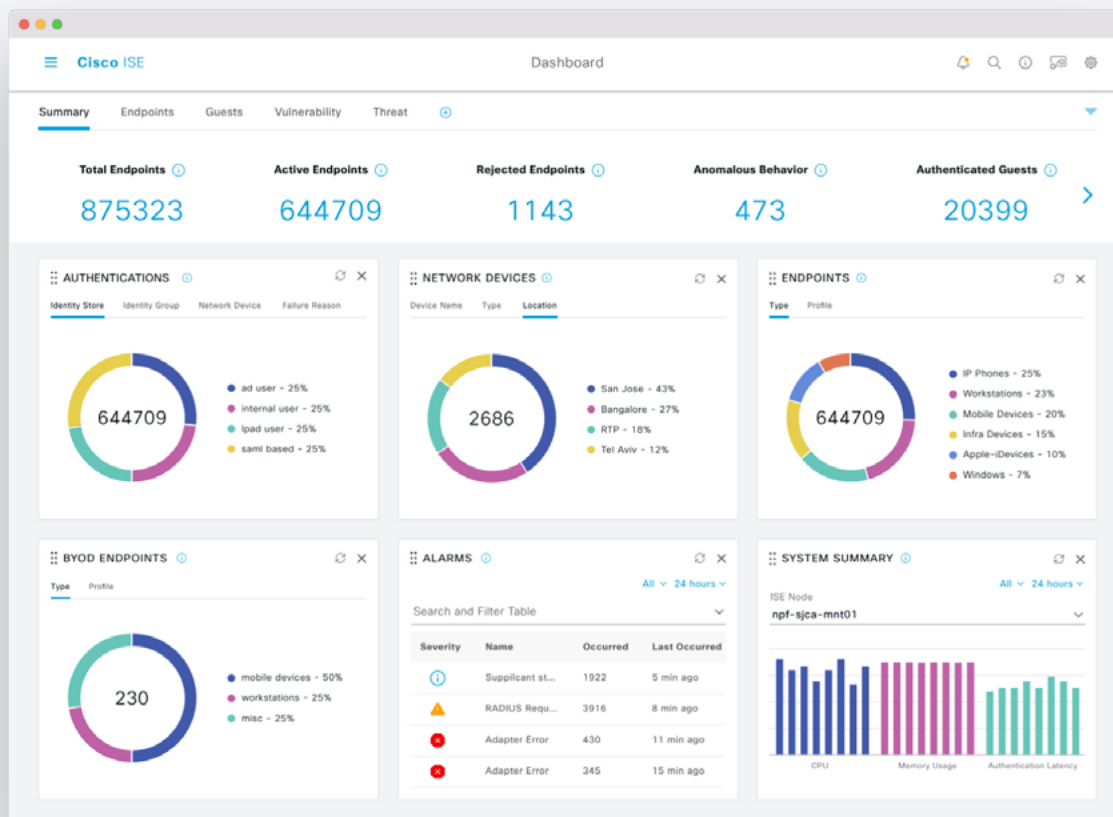 Cisco ISE
Dashboard
Summary Endpoints Guests Vulnerability Threat
Total Endpoints Active Endpoints Rejected Endpoints Anomalous Behavior Authenticated Guests
875323 644709 1143 473 20399
AUTHENTICATIONS
Identity Store Identity Group Network Device Failure Reason
644709
ad user - 25%
internal user - 25%
Ipad user - 25%
saml based - 25%
NETWORK DEVICES
Device Name Type Location
2686
San Jose - 43%
Bangalore - 27%
RTP - 18%
Tel Aviv - 12%
ENDPOINTS
Type Profile
644709
IP Phones - 25%
Workstations - 23%
Mobile Devices - 20%
Infra Devices - 15%
Apple-iDevices - 10%
Windows - 7%
BYOD ENDPOINTS
Type Profile
230
mobile devices - 50%
workstations - 25%
misc - 25%
ALARMS
All 24 hours
Search and Filter Table
Severity Name Occurred Last Occurred
Suppilcant st... 1922 5 min ago
RADIUS Requ... 3916 8 min ago
Adapter Error 430 11 min ago
Adapter Error 345 15 min ago
SYSTEM SUMMARY
All 24 hours
ISE Node
npf-sjca-mnt01
CPU Memory Usage Authentication Latency